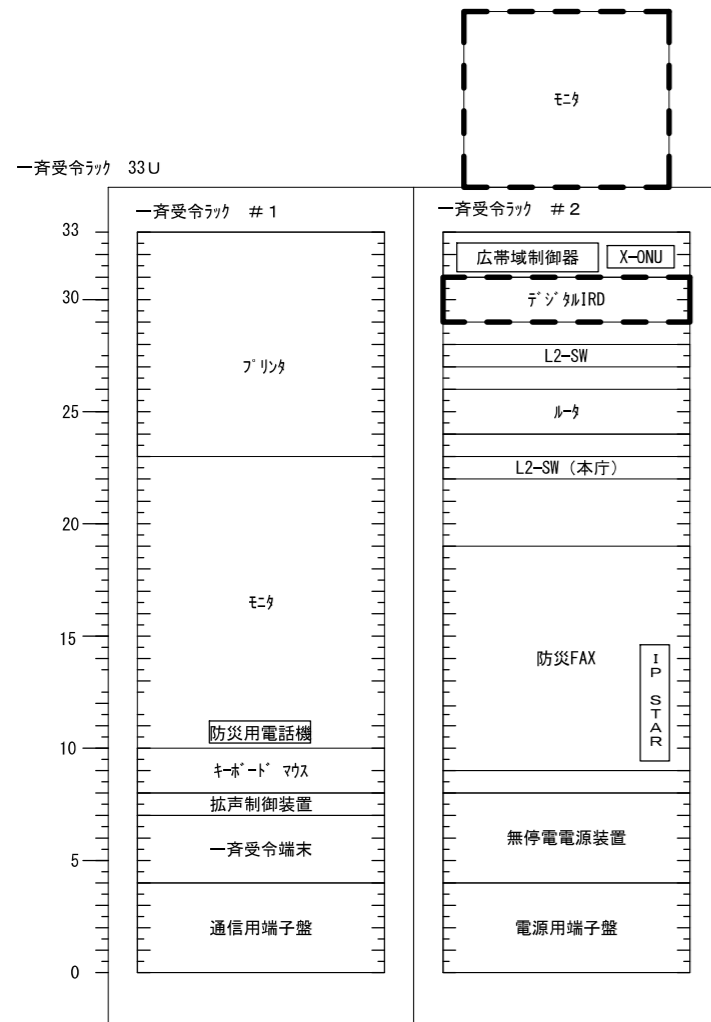 ﾓﾆﾀ
一斉受令ﾗｯｸ 33U
一斉受令ﾗｯｸ ＃１
一斉受令ﾗｯｸ ＃２
33
30
25
20
15
10
5
0
ﾌﾟﾘﾝﾀ
ﾓﾆﾀ
防災用電話機
ｷｰﾎﾞｰﾄﾞ ﾏｳｽ
拡声制御装置
一斉受令端末
通信用端子盤
広帯域制御器
X-ONU
ﾃﾞｼﾞﾀﾙIRD
L2-SW
ﾙｰﾀ
L2-SW（本庁）
防災FAX
IP STAR
無停電電源装置
電源用端子盤